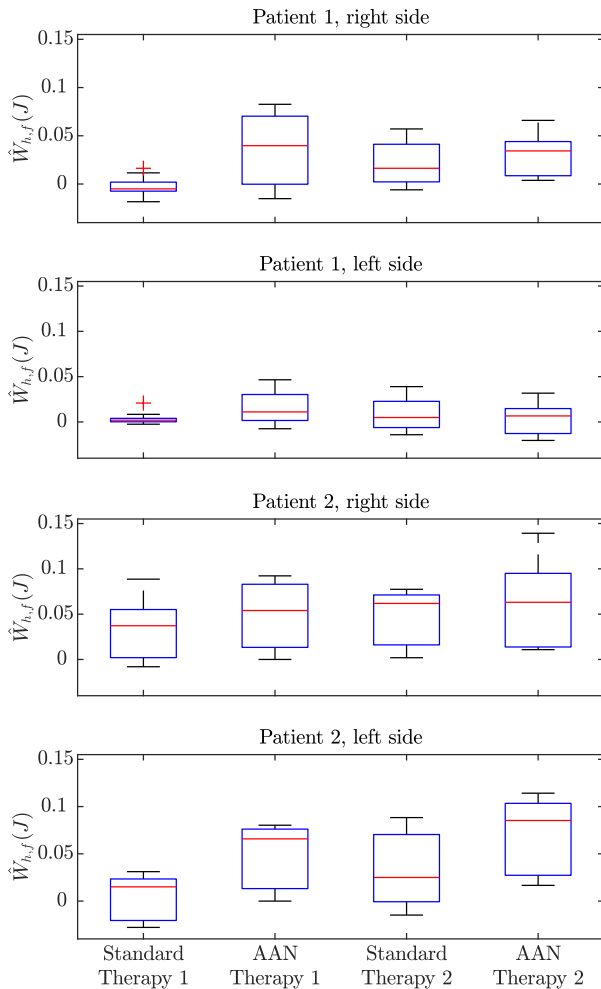 Patient 1, right side
0.15
0.1
0.05
0
Ŵh,f(J)
Patient 1, left side
0.15
0.1
0.05
0
Ŵh,f(J)
Patient 2, right side
0.15
0.1
0.05
0
Ŵh,f(J)
Patient 2, left side
0.15
0.1
0.05
0
Ŵh,f(J)
Standard AAN Standard AAN
Therapy 1 Therapy 1 Therapy 2 Therapy 2